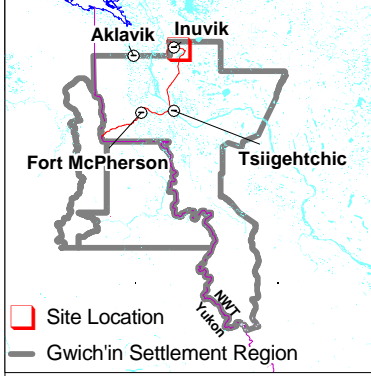 Inuvik
Aklavik
Fort McPherson
Tsiigehtchic
NWT
Yukon
Site Location
Gwich'in Settlement Region